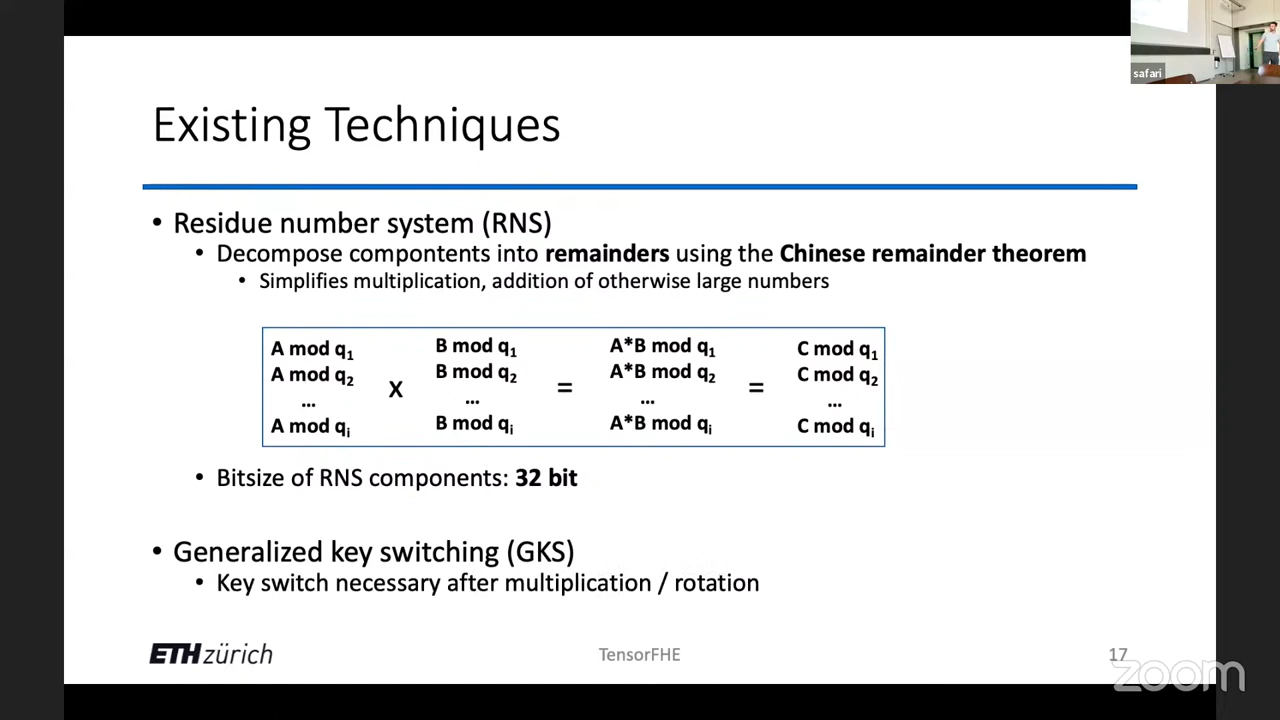 safari
Existing Techniques
• Residue number system (RNS)
• Decompose compontents into remainders using the Chinese remainder theorem
• Simplifies multiplication, addition of otherwise large numbers
A mod q1 B mod q1 A*B mod q1 C mod q1
A mod q2 x B mod q2 = A*B mod q2 = C mod q2
... ... ... ...
A mod qi B mod qi A*B mod qi C mod qi
• Bitsize of RNS components: 32 bit
• Generalized key switching (GKS)
• Key switch necessary after multiplication / rotation
ETH zürich TensorFHE 17
zoom